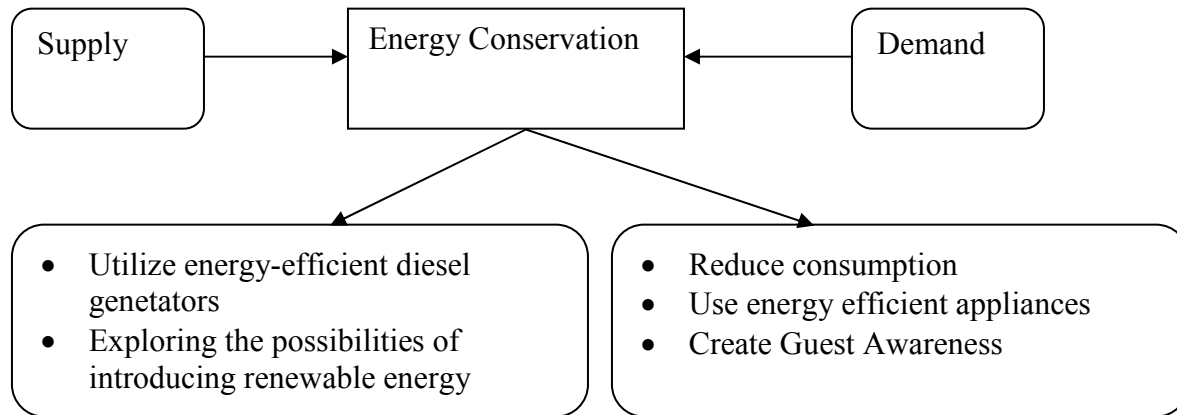 Supply
Energy Conservation
Demand
• Utilize energy-efficient diesel
genetators
• Exploring the possibilities of
introducing renewable energy
• Reduce consumption
• Use energy efficient appliances
• Create Guest Awareness